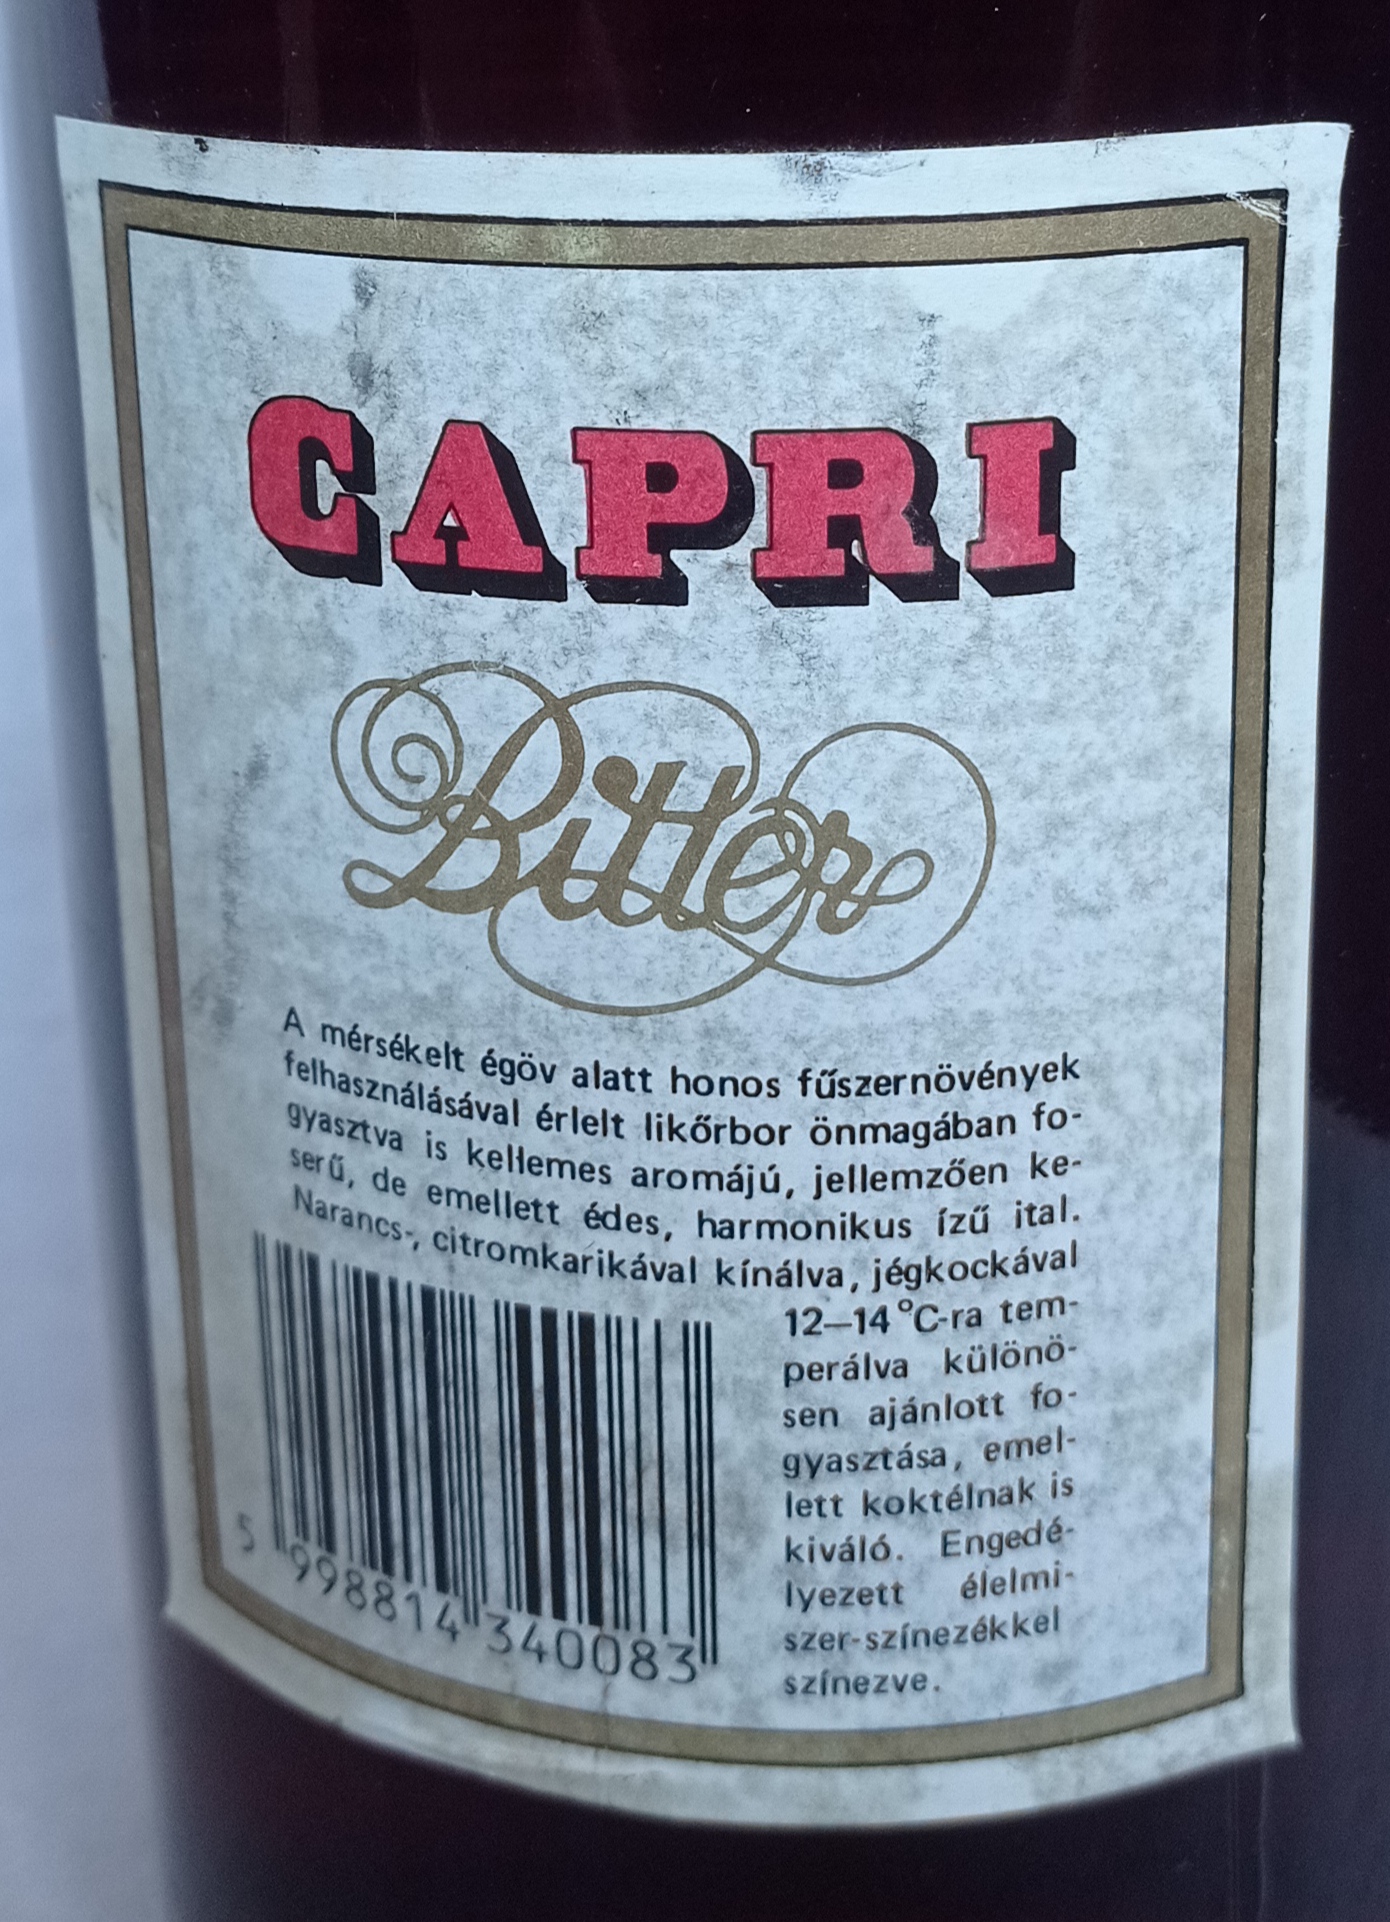 CAPRI
Bitter
A mérsékelt égöv alatt honos fűszernövények
felhasználásával érlelt likőrbor önmagában fo-
gyasztva is kellemes aromájú, jellemzően ke-
serű, de emellett édes, harmonikus ízű ital.
Narancs-, citromkarikával kínálva, jégkockával
12—14 °C-ra tem-
perálva különö-
sen ajánlott fo-
gyasztása, emel-
lett koktélnak is
kiváló. Engedé-
lyezett élelmi-
szer-színezékkel
színezve.
5 998814 340083